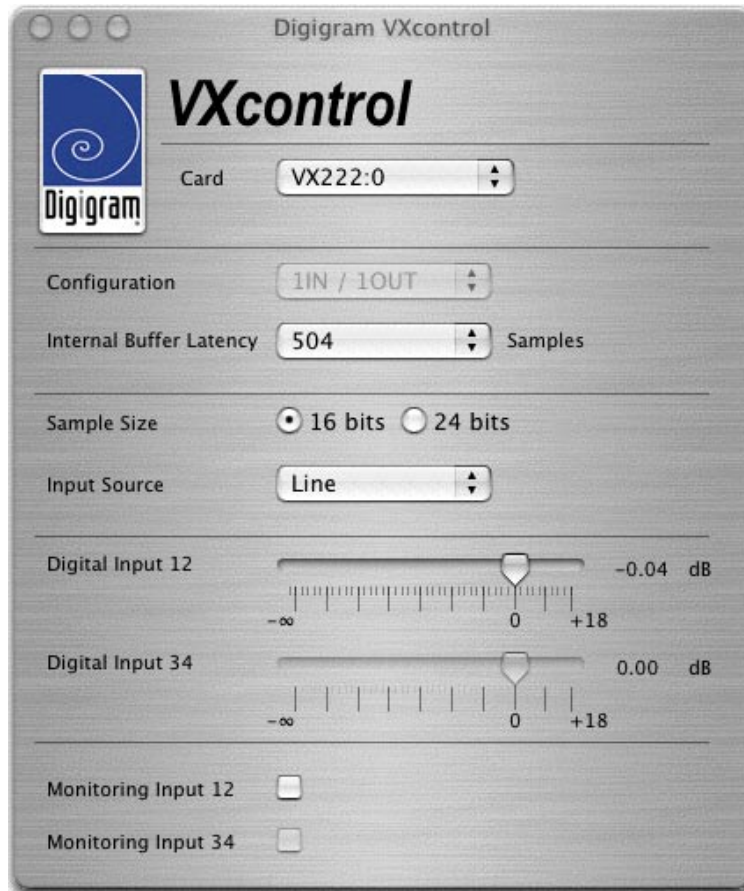 Digigram VXcontrol
VXcontrol
Digigram
Card VX222:0
Configuration 1IN / 1OUT
Internal Buffer Latency 504 Samples
Sample Size 16 bits 24 bits
Input Source Line
Digital Input 12 -0.04 dB
-∞ 0 +18
Digital Input 34 0.00 dB
-∞ 0 +18
Monitoring Input 12
Monitoring Input 34